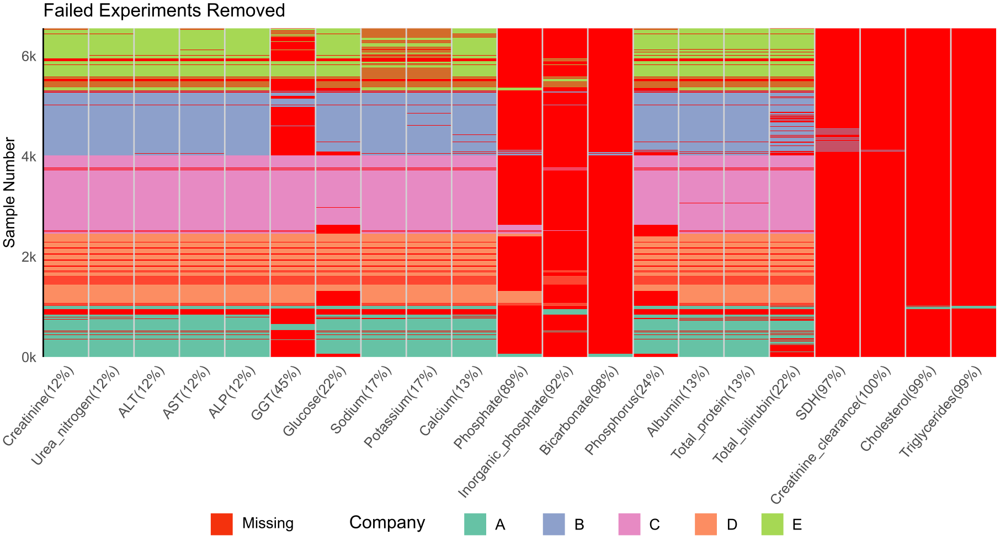 Failed Experiments Removed
Sample Number
6k
4k
2k
0k
Creatinine(12%)
Urea_nitrogen(12%)
ALT(12%)
AST(12%)
ALP(12%)
GGT(45%)
Glucose(22%)
Sodium(17%)
Potassium(17%)
Calcium(13%)
Phosphate(89%)
Inorganic_phosphate(92%)
Bicarbonate(98%)
Phosphorus(24%)
Albumin(13%)
Total_protein(13%)
Total_bilirubin(22%)
SDH(97%)
Creatinine_clearance(100%)
Cholesterol(99%)
Triglycerides(99%)
Missing Company A B C D E